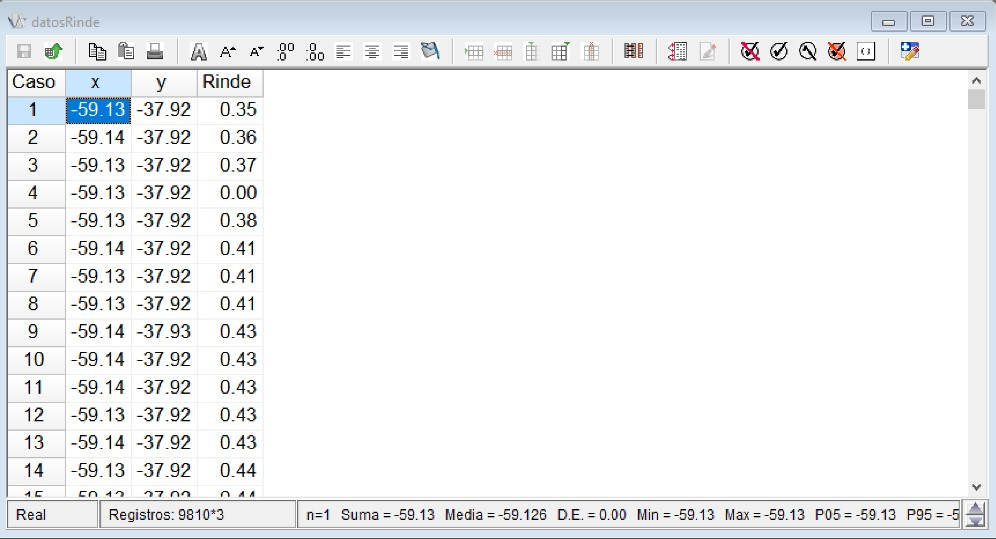 datosRinde
Caso x y Rinde
1 -59.13 -37.92 0.35
2 -59.14 -37.92 0.36
3 -59.13 -37.92 0.37
4 -59.13 -37.92 0.00
5 -59.13 -37.92 0.38
6 -59.14 -37.92 0.41
7 -59.13 -37.92 0.41
8 -59.13 -37.92 0.41
9 -59.14 -37.93 0.43
10 -59.14 -37.92 0.43
11 -59.14 -37.92 0.43
12 -59.13 -37.92 0.43
13 -59.14 -37.92 0.43
14 -59.13 -37.92 0.44
Real Registros: 9810*3 n=1 Suma = -59.13 Media = -59.126 D.E. = 0.00 Min = -59.13 Max = -59.13 P05 = -59.13 P95 = -5